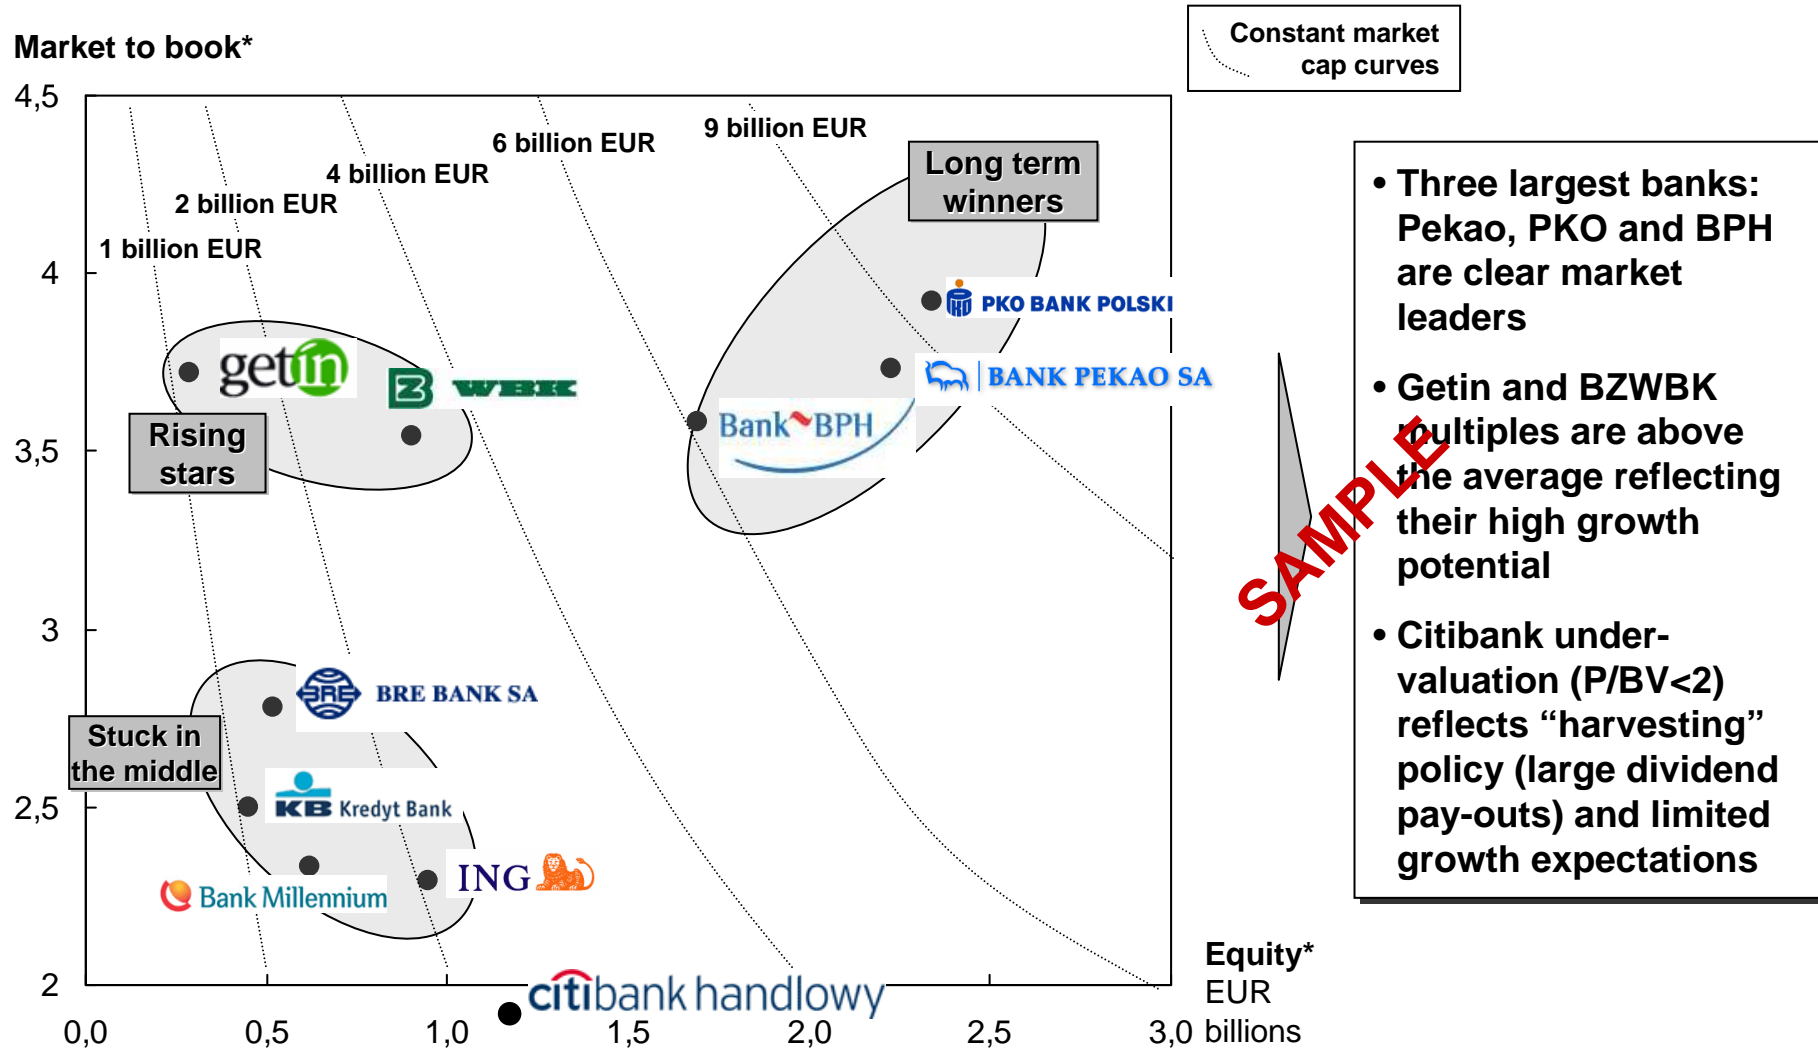 Constant market
cap curves
Market to book*
4,5
4
3,5
3
2,5
2
1 billion EUR
2 billion EUR
4 billion EUR
6 billion EUR
9 billion EUR
Long term
winners
PKO BANK POLSKI
BANK PEKAO SA
Bank BPH
getin
BZ WBK
Rising
stars
BRE
BRE BANK SA
Stuck in
the middle
KB Kredyt Bank
Bank Millennium
ING
citibank handlowy
0,0
0,5
1,0
1,5
2,0
2,5
3,0
Equity*
EUR
billions
• Three largest banks:
Pekao, PKO and BPH
are clear market
leaders
• Getin and BZWBK
multiples are above
the average reflecting
their high growth
potential
• Citibank under-
valuation (P/BV<2)
reflects “harvesting”
policy (large dividend
pay-outs) and limited
growth expectations
SAMPLE